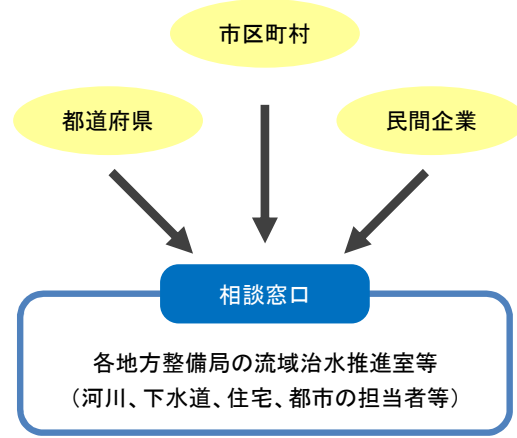 市区町村
都道府県
民間企業
相談窓口
各地方整備局の流域治水推進室等
（河川、下水道、住宅、都市の担当者等）